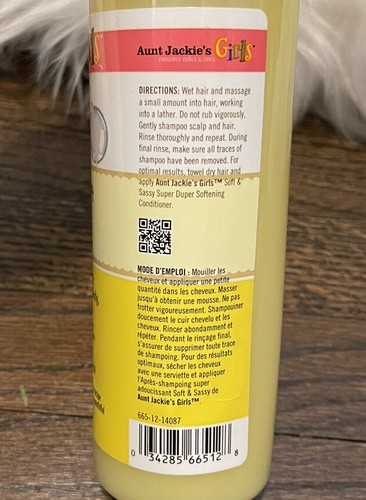 Aunt Jackie's Girls™
FABULOUS CURLS & COILS
DIRECTIONS: Wet hair and massage
a small amount into hair, working
into a lather. Do not rub vigorously.
Gently shampoo scalp and hair.
Rinse thoroughly and repeat. During
final rinse, make sure all traces of
shampoo have been removed. For
optimal results, towel dry hair and
apply Aunt Jackie's Girls™ Soft &
Sassy Super Duper Softening
Conditioner.
MODE D'EMPLOI : Mouiller les
cheveux et appliquer une petite
quantité dans les cheveux. Masser
jusqu'à obtenir une mousse. Ne pas
frotter vigoureusement. Shampouiner
doucement le cuir chevelu et les
cheveux. Rincer abondamment et
répéter. Pendant le rinçage final,
s'assurer de supprimer toute trace
de shampoing. Pour des résultats
optimaux, sécher les cheveux
avec une serviette et appliquer
l'Après-shampoing super
adoucissant Soft & Sassy de
Aunt Jackie's Girls™.
665-12-14087
0 34285 66512 8